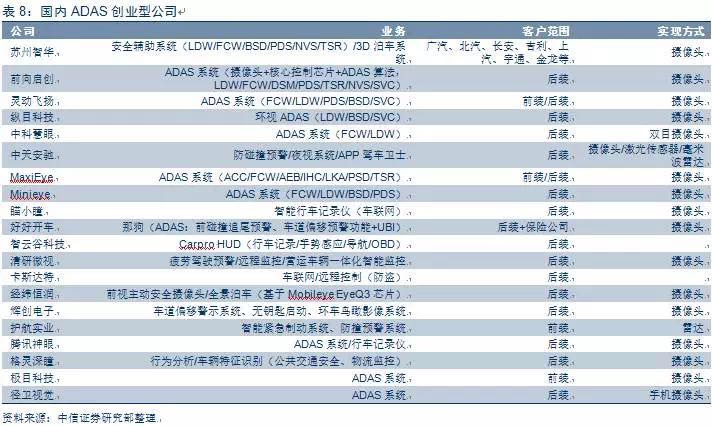 表 8：国内 ADAS 创业型公司
公司 业务 客户范围 实现方式
苏州智华 安全辅助系统（LDW/FCW/BSD/PDS/NVS/TSR）/3D 泊车系统 广汽、北汽、长安、吉利、上汽、宇通、金龙等 摄像头
前向启创 ADAS 系统（摄像头+核心控制芯片+ADAS 算法，LDW/FCW/DSM/PDS/TSR/NVS/SVC） 后装 摄像头
灵动飞扬 ADAS 系统（FCW/LDW/PDS/BSD/SVC） 前装/后装 摄像头
纵目科技 环视 ADAS（LDW/BSD/SVC） 后装 摄像头
中科慧眼 ADAS 系统（FCW/LDW） 后装 双目摄像头
中天安驰 防碰撞预警/夜视系统/APP 驾车卫士 后装 摄像头/激光传感器/毫米波雷达
MaxiEye ADAS 系统（ACC/FCW/AEB/IHC/LKA/PSD/TSR） 前装/后装 摄像头
Minieye ADAS 系统（FCW/LDW/BSD/PDS） 后装 摄像头
瞄小瞳 智能行车记录仪（车联网） 后装 摄像头
好好开车 那狗（ADAS：前碰撞追尾预警、车道偏移预警功能+UBI） 后装+保险公司 摄像头
智云谷科技 Carpro HUD（行车记录/手势感应/导航/OBD） 后装
清研微视 疲劳驾驶预警/远程监控/营运车辆一体化智能监控 后装 摄像头
卡斯达特 车联网/远程控制（防盗） 后装
经纬恒润 前视主动安全摄像头/全景泊车（基于 Mobileye EyeQ3 芯片） 后装 摄像头
辉创电子 车道偏移警示系统、无钥匙启动、环车鸟瞰影像系统 后装 摄像头
护航实业 智能紧急制动系统、防撞预警系统 前装 雷达
腾讯神眼 ADAS 系统/行车记录仪 后装 摄像头
格灵深瞳 行为分析/车辆特征识别（公共交通安全、物流监控） 后装 摄像头
极目科技 ADAS 系统 前装 摄像头
径卫视觉 ADAS 系统 后装 手机摄像头
资料来源：中信证券研究部整理